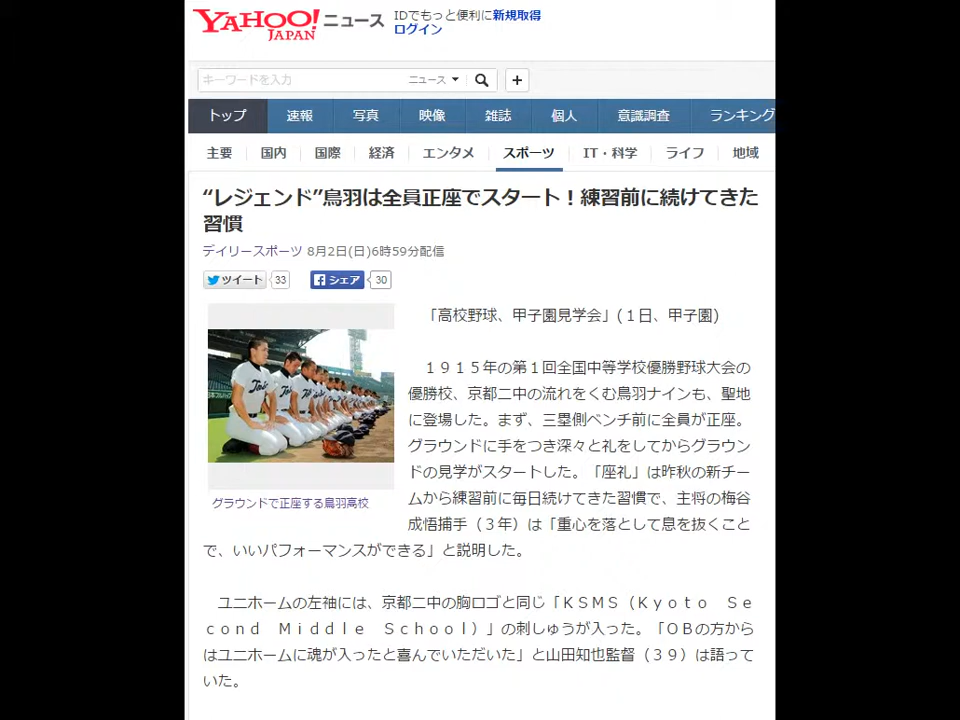 YAHOO! JAPAN ニュース
IDでもっと便利に新規取得
ログイン
キーワードを入力
ニュース
+
トップ 速報 写真 映像 雑誌 個人 意識調査 ランキング
主要 国内 国際 経済 エンタメ スポーツ IT・科学 ライフ 地域
“レジェンド”鳥羽は全員正座でスタート！練習前に続けてきた
習慣
デイリースポーツ 8月2日(日)6時59分配信
ツイート 33 シェア 30
「高校野球、甲子園見学会」(１日、甲子園)
１９１５年の第１回全国中等学校優勝野球大会の
優勝校、京都二中の流れをくむ鳥羽ナインも、聖地
に登場した。まず、三塁側ベンチ前に全員が正座。
グラウンドに手をつき深々と礼をしてからグラウン
ドの見学がスタートした。「座礼」は昨秋の新チー
ムから練習前に毎日続けてきた習慣で、主将の梅谷
成悟捕手（３年）は「重心を落として息を抜くこと
で、いいパフォーマンスができる」と説明した。
グラウンドで正座する鳥羽高校
ユニホームの左袖には、京都二中の胸ロゴと同じ「ＫＳＭＳ（Ｋｙｏｔｏ　Ｓｅ
ｃｏｎｄ　Ｍｉｄｄｌｅ　Ｓｃｈｏｏｌ）」の刺しゅうが入った。「ＯＢの方から
はユニホームに魂が入ったと喜んでいただいた」と山田知也監督（３９）は語って
いた。